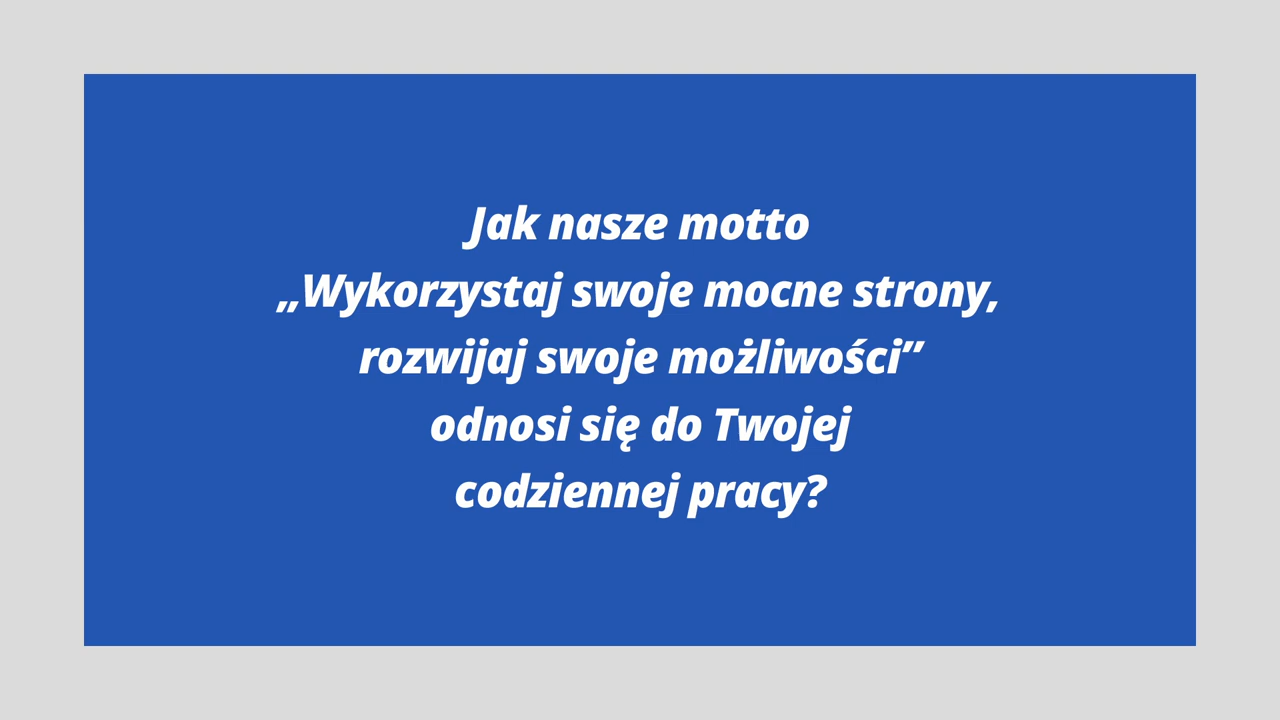 Jak nasze motto
„Wykorzystaj swoje mocne strony,
rozwijaj swoje możliwości”
odnosi się do Twojej
codziennej pracy?